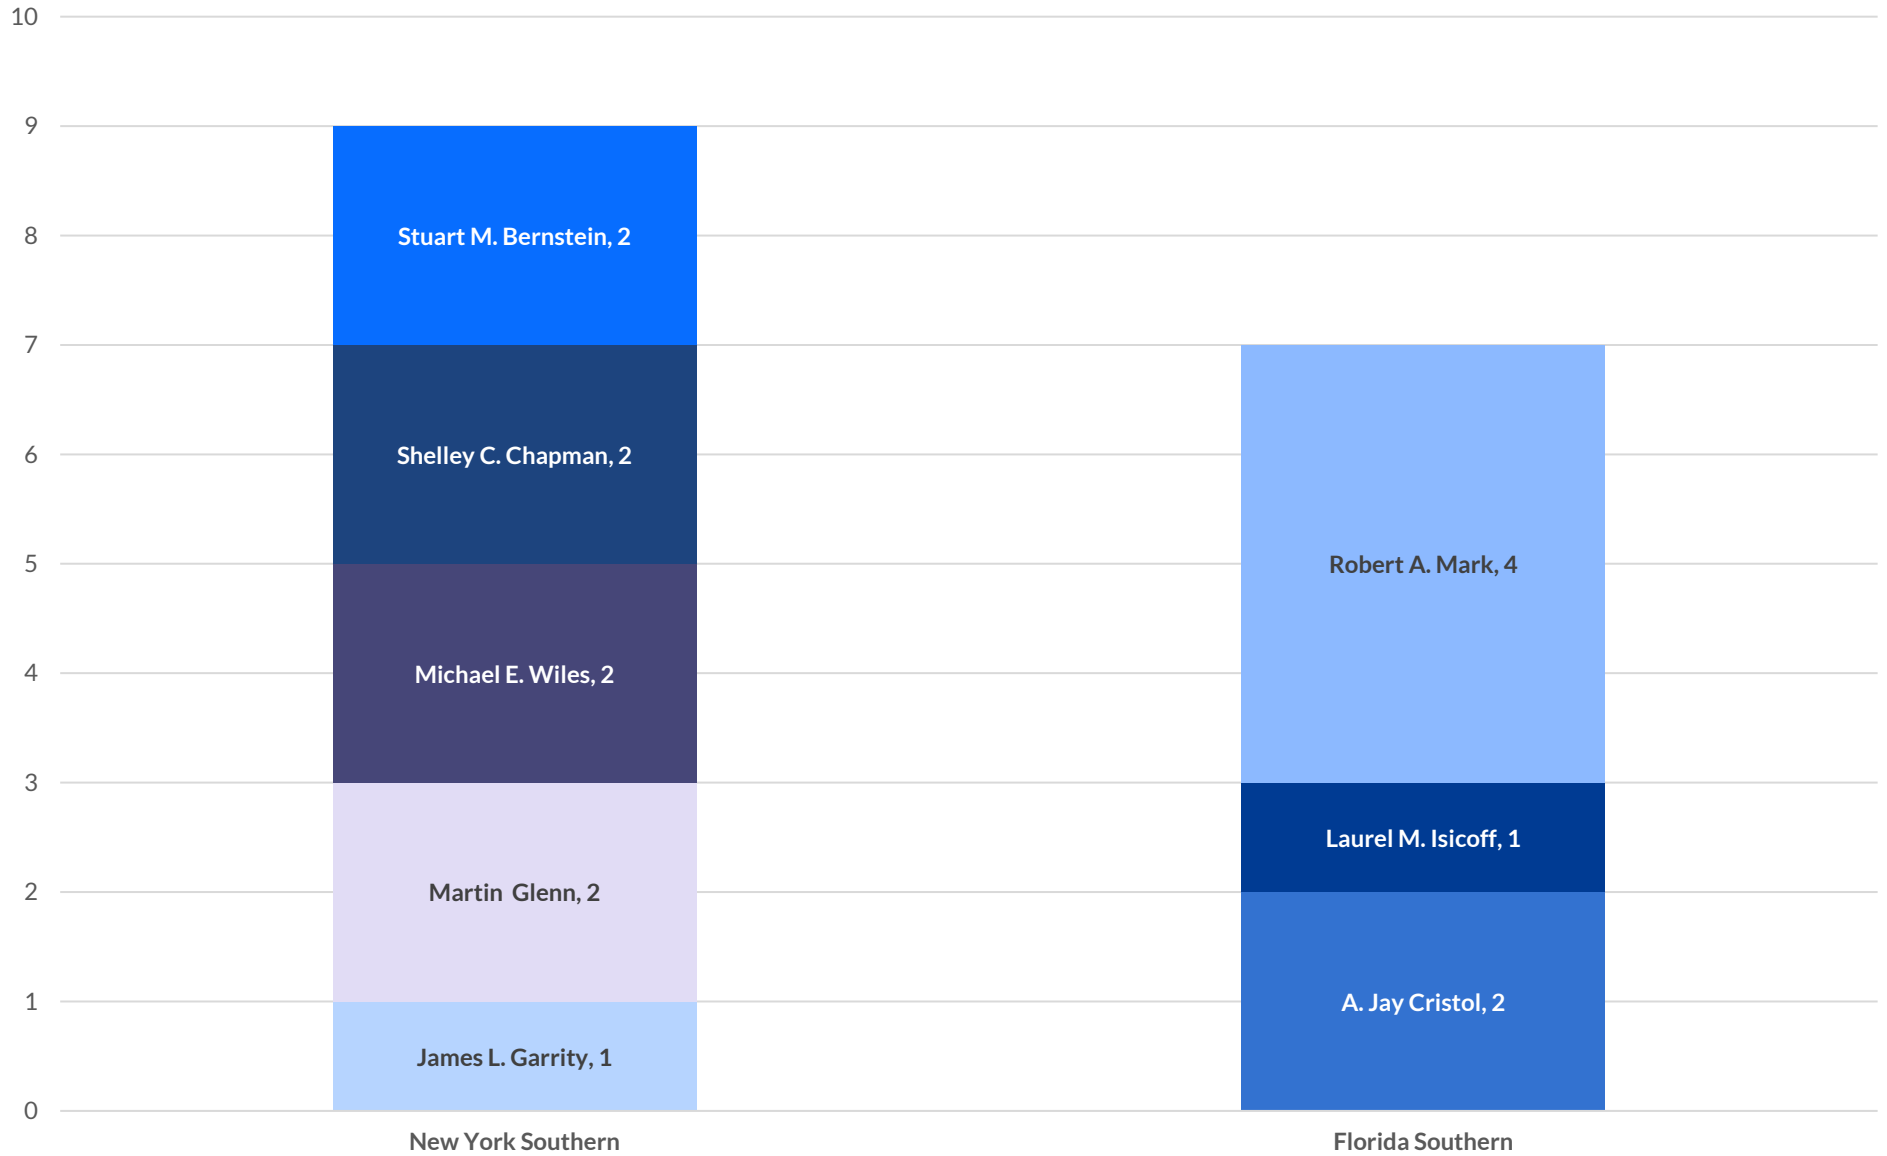 10
9
8
7
6
5
4
3
2
1
0
Stuart M. Bernstein, 2
Shelley C. Chapman, 2
Michael E. Wiles, 2
Martin  Glenn, 2
James L. Garrity, 1
Robert A. Mark, 4
Laurel M. Isicoff, 1
A. Jay Cristol, 2
New York Southern
Florida Southern